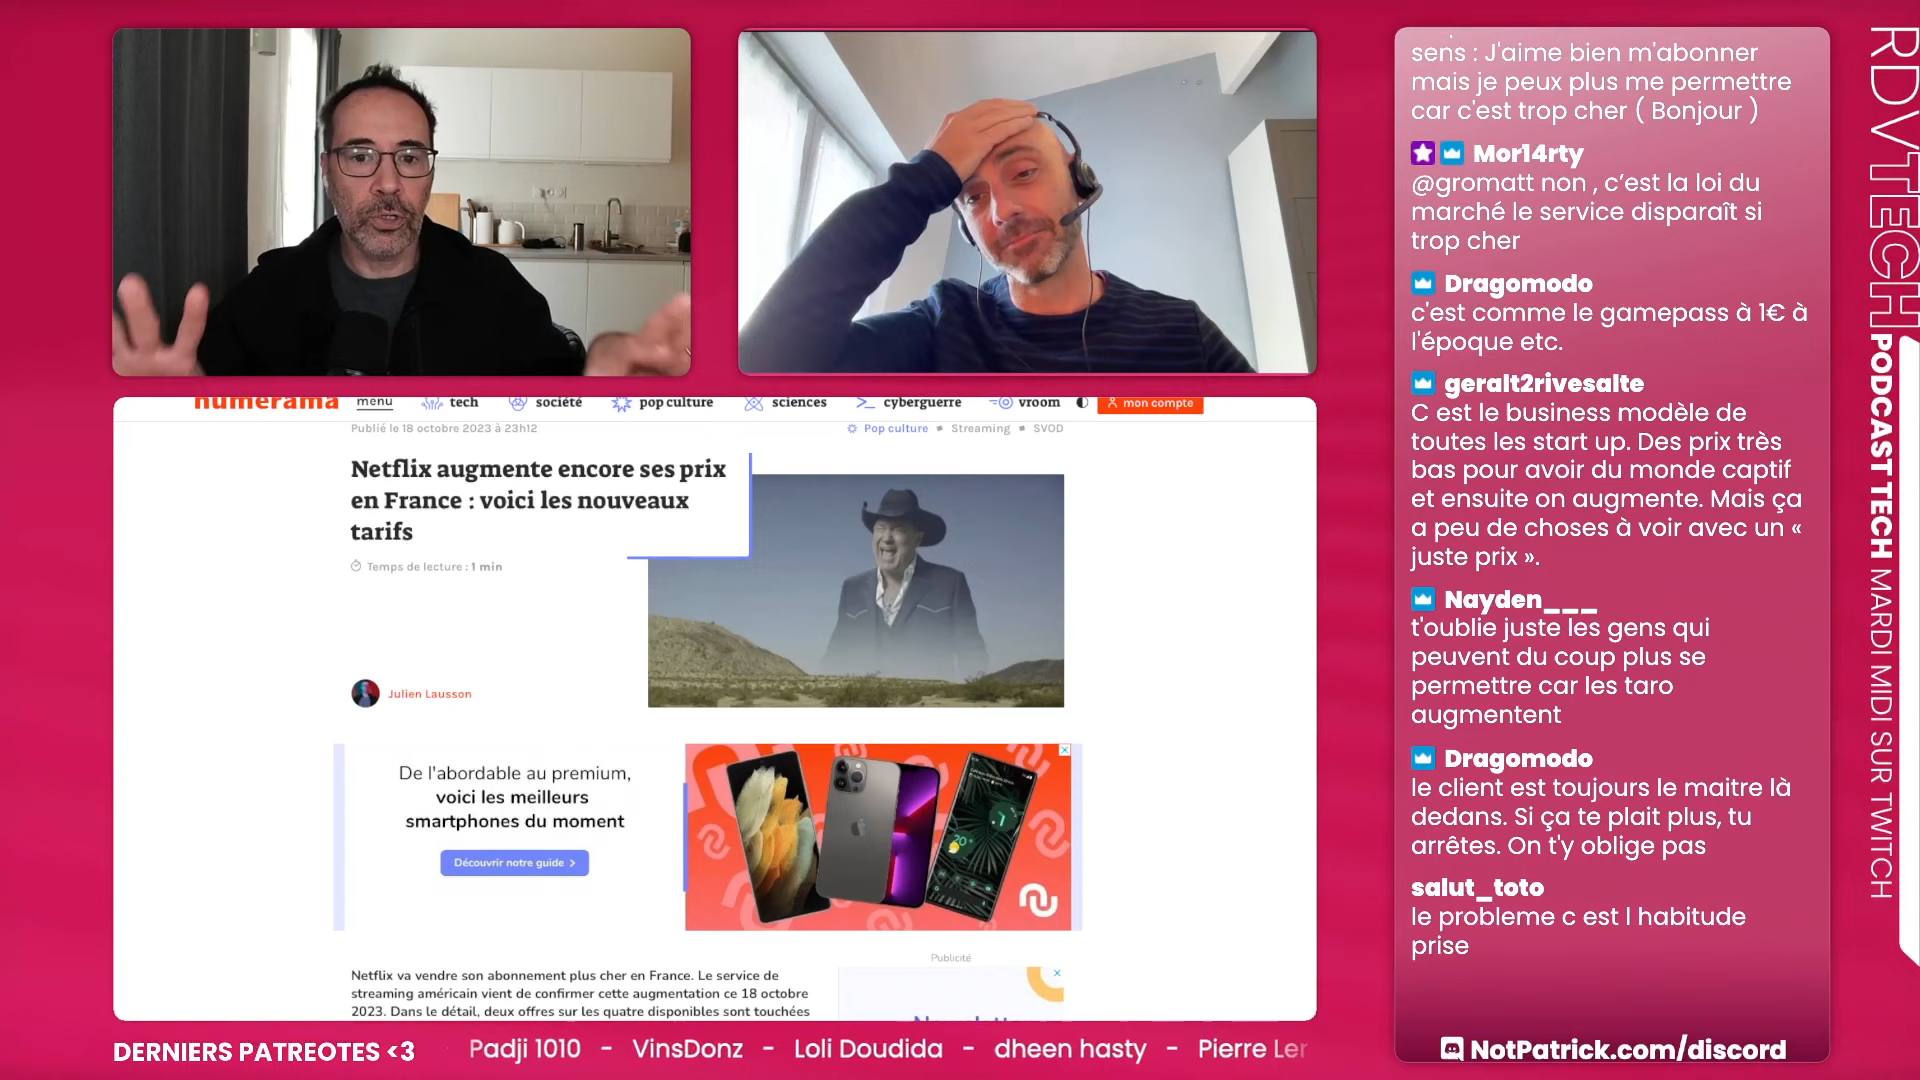 numerama
menu
tech
société
pop culture
sciences
cyberguerre
vroom
mon compte
Publié le 18 octobre 2023 à 23h12
Pop culture
Streaming
SVOD
Netflix augmente encore ses prix
en France : voici les nouveaux
tarifs
Temps de lecture : 1 min
Julien Lausson
De l'abordable au premium,
voici les meilleurs
smartphones du moment
Découvrir notre guide >
Publicité
Netflix va vendre son abonnement plus cher en France. Le service de
streaming américain vient de confirmer cette augmentation ce 18 octobre
2023. Dans le détail, deux offres sur les quatre disponibles sont touchées
DERNIERS PATREOTES <3
Padji 1010 - VinsDonz - Loli Doudida - dheen hasty - Pierre Ler
sens : J'aime bien m'abonner
mais je peux plus me permettre
car c'est trop cher ( Bonjour )
Mor14rty
@gromatt non , c’est la loi du
marché le service disparaît si
trop cher
Dragomodo
c'est comme le gamepass à 1€ à
l'époque etc.
geralt2rivesalte
C est le business modèle de
toutes les start up. Des prix très
bas pour avoir du monde captif
et ensuite on augmente. Mais ça
a peu de choses à voir avec un «
juste prix ».
Nayden___
t'oublie juste les gens qui
peuvent du coup plus se
permettre car les taro
augmentent
Dragomodo
le client est toujours le maitre là
dedans. Si ça te plait plus, tu
arrêtes. On t'y oblige pas
salut_toto
le probleme c est l habitude
prise
NotPatrick.com/discord
RDVTECH
PODCAST TECH MARDI MIDI SUR TWITCH